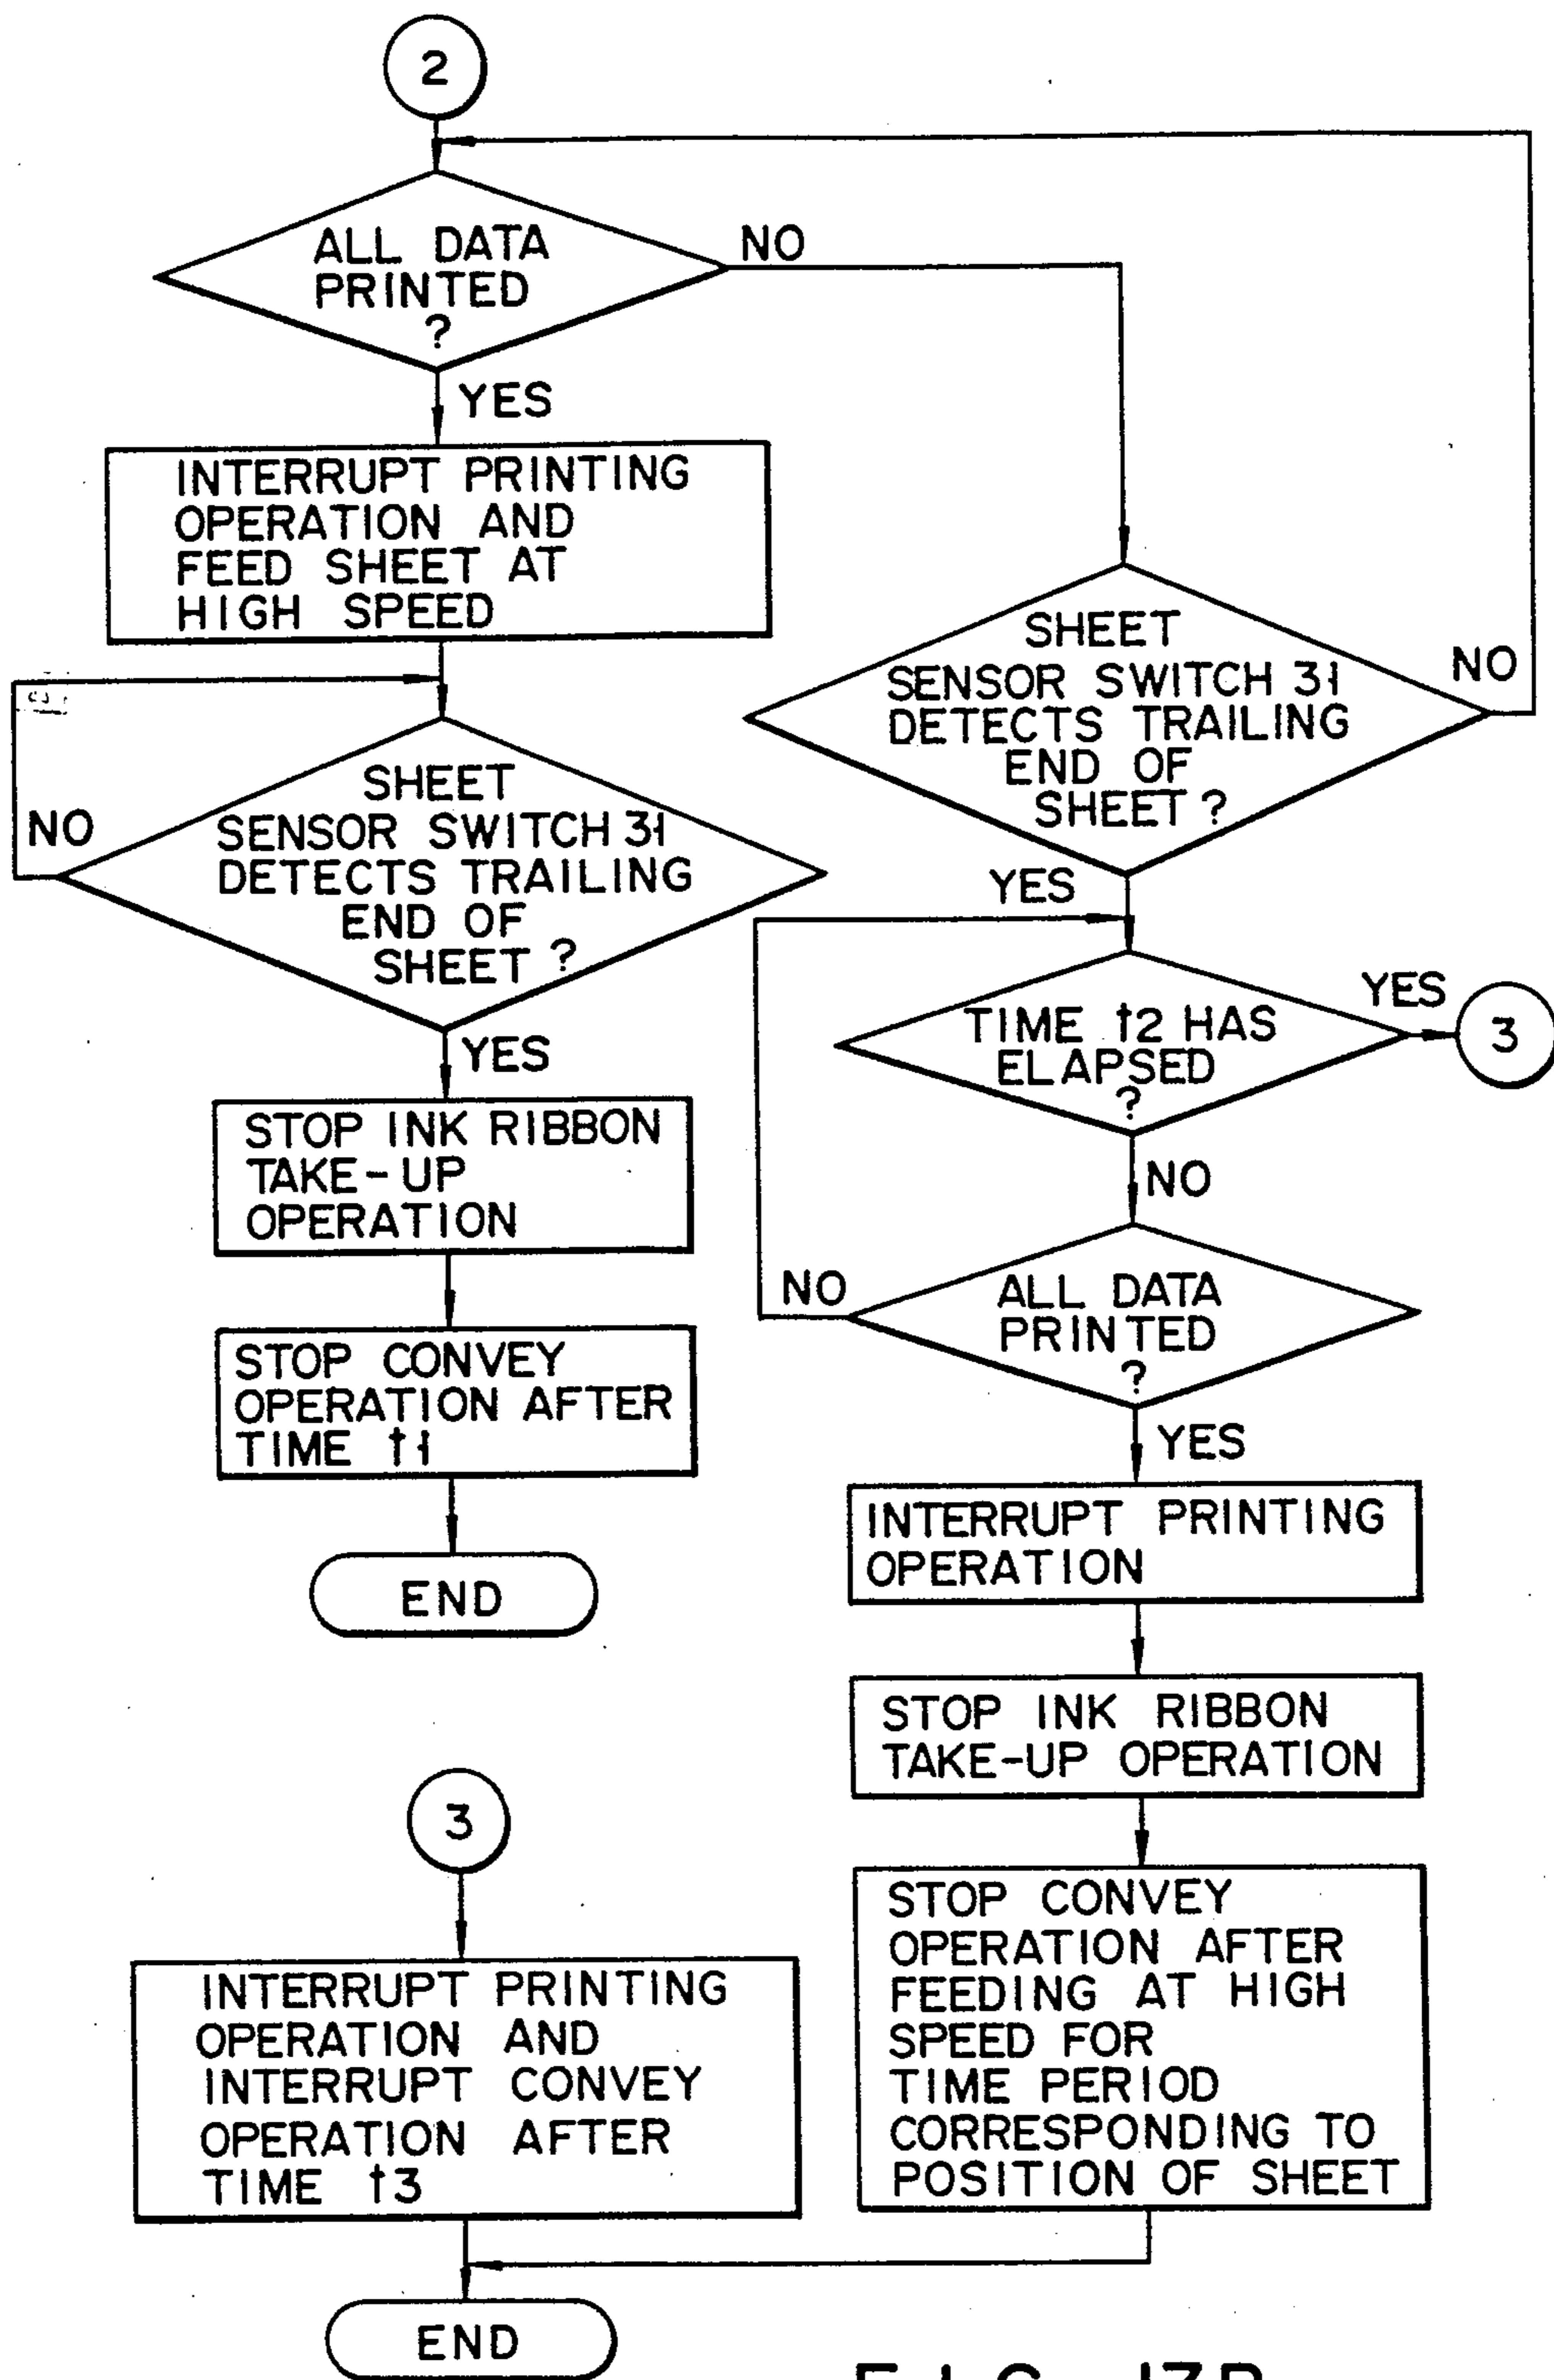 2
ALL DATA
PRINTED
?
NO
YES
INTERRUPT PRINTING
OPERATION AND
FEED SHEET AT
HIGH SPEED
SHEET
SENSOR SWITCH 31
DETECTS TRAILING
END OF
SHEET ?
NO
YES
STOP INK RIBBON
TAKE-UP
OPERATION
STOP CONVEY
OPERATION AFTER
TIME t1
END
SHEET
SENSOR SWITCH 31
DETECTS TRAILING
END OF
SHEET ?
NO
YES
TIME t2 HAS
ELAPSED
?
YES
3
NO
ALL DATA
PRINTED
?
NO
YES
INTERRUPT PRINTING
OPERATION
STOP INK RIBBON
TAKE-UP OPERATION
STOP CONVEY
OPERATION AFTER
FEEDING AT HIGH
SPEED FOR
TIME PERIOD
CORRESPONDING TO
POSITION OF SHEET
3
INTERRUPT PRINTING
OPERATION AND
INTERRUPT CONVEY
OPERATION AFTER
TIME t3
END
FIG. 17B